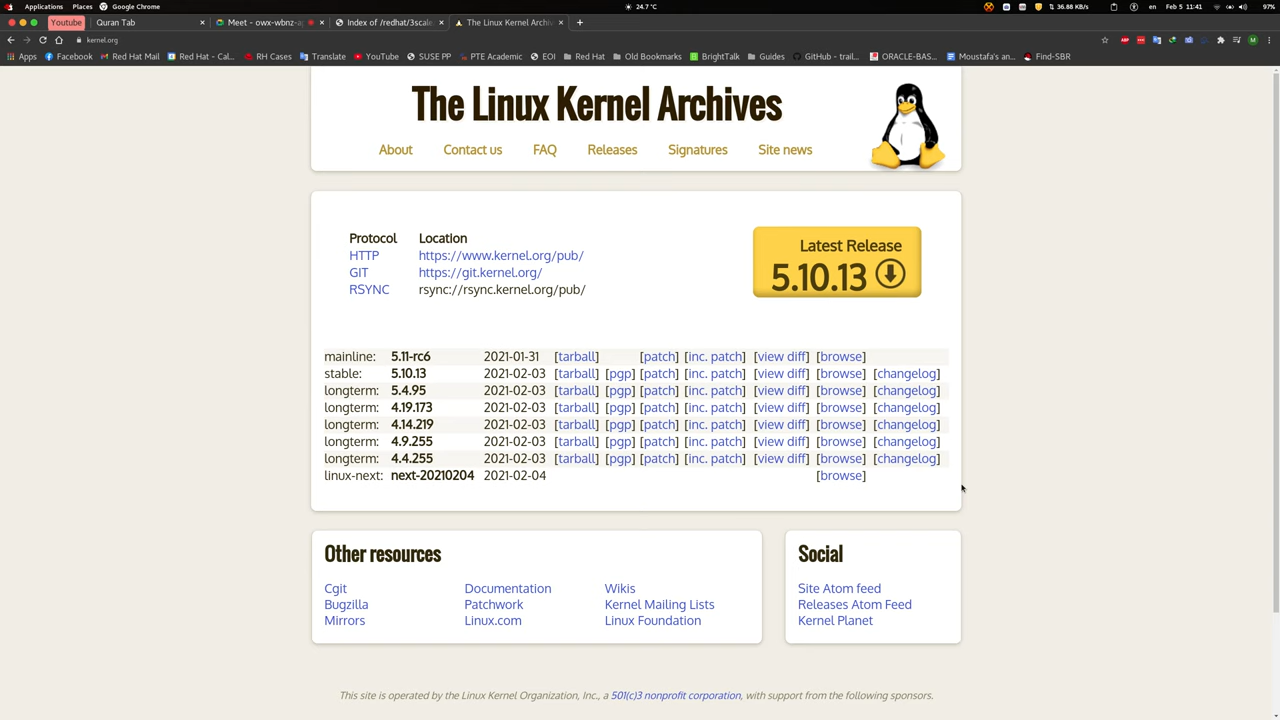 Applications Places Google Chrome 24.7 °C 36.88 KB/s en Feb 5 11:41 97%
Youtube Quran Tab Meet – owx-wbnz-a Index of /redhat/3scale The Linux Kernel Archiv
kernel.org
Apps Facebook Red Hat Mail Red Hat - Cal... RH Cases Translate YouTube SUSE PP PTE Academic EOI Red Hat Old Bookmarks BrightTalk Guides GitHub - trail... ORACLE-BAS... Moustafa's an... Find-SBR
The Linux Kernel Archives
About Contact us FAQ Releases Signatures Site news
Protocol Location
HTTP https://www.kernel.org/pub/
GIT https://git.kernel.org/
RSYNC rsync://rsync.kernel.org/pub/
Latest Release
5.10.13
mainline: 5.11-rc6 2021-01-31 [tarball] [patch] [inc. patch] [view diff] [browse]
stable: 5.10.13 2021-02-03 [tarball] [pgp] [patch] [inc. patch] [view diff] [browse] [changelog]
longterm: 5.4.95 2021-02-03 [tarball] [pgp] [patch] [inc. patch] [view diff] [browse] [changelog]
longterm: 4.19.173 2021-02-03 [tarball] [pgp] [patch] [inc. patch] [view diff] [browse] [changelog]
longterm: 4.14.219 2021-02-03 [tarball] [pgp] [patch] [inc. patch] [view diff] [browse] [changelog]
longterm: 4.9.255 2021-02-03 [tarball] [pgp] [patch] [inc. patch] [view diff] [browse] [changelog]
longterm: 4.4.255 2021-02-03 [tarball] [pgp] [patch] [inc. patch] [view diff] [browse] [changelog]
linux-next: next-20210204 2021-02-04 [browse]
Other resources
Cgit Documentation Wikis
Bugzilla Patchwork Kernel Mailing Lists
Mirrors Linux.com Linux Foundation
Social
Site Atom feed
Releases Atom Feed
Kernel Planet
This site is operated by the Linux Kernel Organization, Inc., a 501(c)3 nonprofit corporation, with support from the following sponsors.